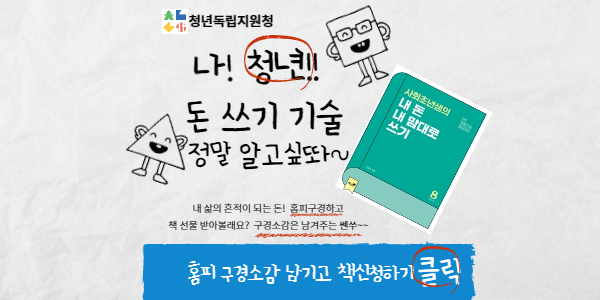 청년독립지원청
나! 청년!!
돈 쓰기 기술
정말 알고싶따~
사회초년생의
내 돈
내 맘대로
쓰기
내 삶의 흔적이 되는 돈! 홈피구경하고
책 선물 받아볼래요? 구경소감은 남겨주는 쎈쑤~~
홈피 구경소감 남기고 책신청하기 클릭